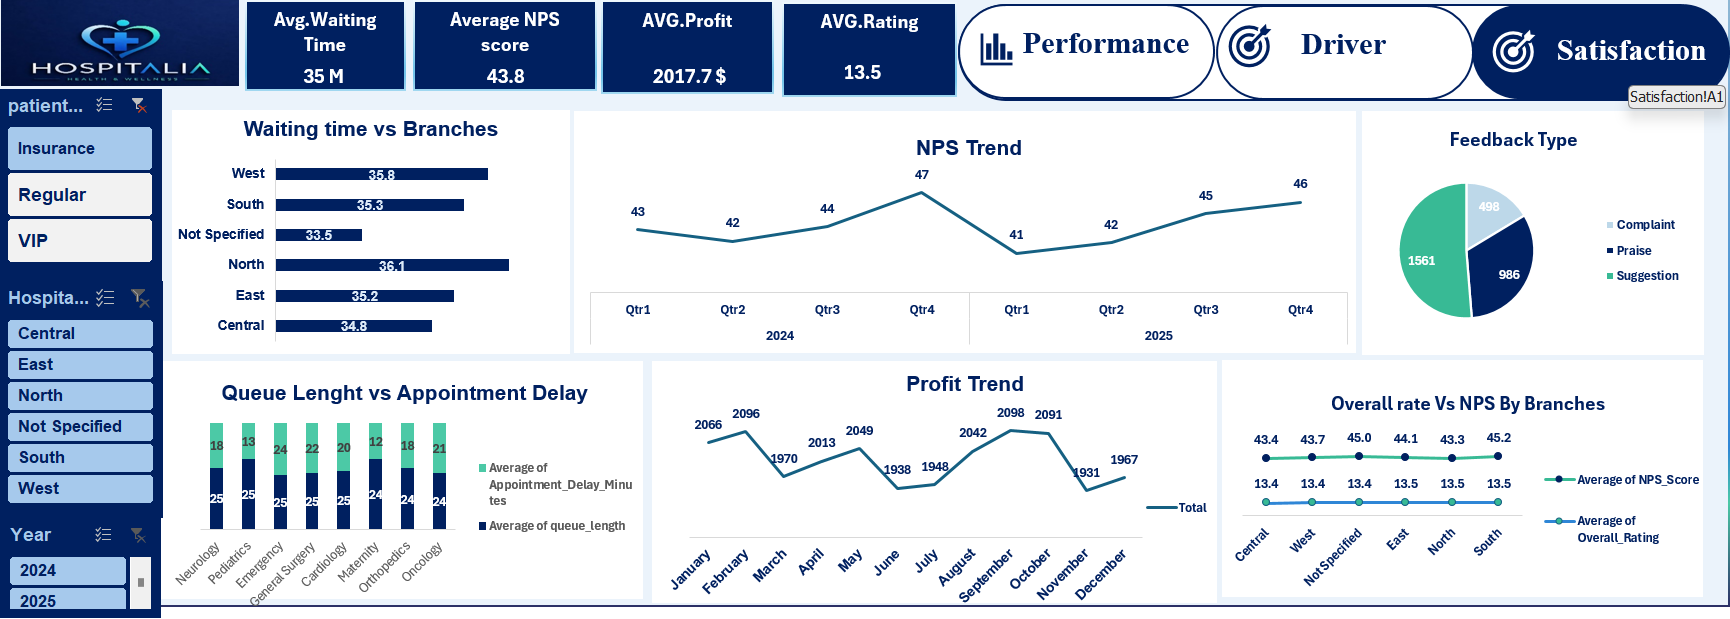 HOSPITALIA
HEALTH & WELLNESS
Avg.Waiting
Time
35 M
Average NPS
score
43.8
AVG.Profit
2017.7 $
AVG.Rating
13.5
Performance
Driver
Satisfaction
Satisfaction!A1
patient...
Insurance
Regular
VIP
Hospita...
Central
East
North
Not Specified
South
West
Year
2024
2025
Waiting time vs Branches
West
35.8
South
35.3
Not Specified
33.5
North
36.1
East
35.2
Central
34.8
NPS Trend
43
42
44
47
41
42
45
46
Qtr1
Qtr2
Qtr3
Qtr4
Qtr1
Qtr2
Qtr3
Qtr4
2024
2025
Feedback Type
498
986
1561
Complaint
Praise
Suggestion
Queue Lenght vs Appointment Delay
18
13
24
22
20
12
18
21
25
25
25
25
25
24
24
24
Neurology
Pediatrics
Emergency
General Surgery
Cardiology
Maternity
Orthopedics
Oncology
Average of
Appointment_Delay_Minu
tes
Average of queue_length
Profit Trend
2066
2096
1970
2013
2049
1938
1948
2042
2098
2091
1931
1967
Total
January
February
March
April
May
June
July
August
September
October
November
December
Overall rate Vs NPS By Branches
43.4
43.7
45.0
44.1
43.3
45.2
13.4
13.4
13.4
13.5
13.5
13.5
Central
West
Not Specified
East
North
South
Average of NPS_Score
Average of
Overall_Rating